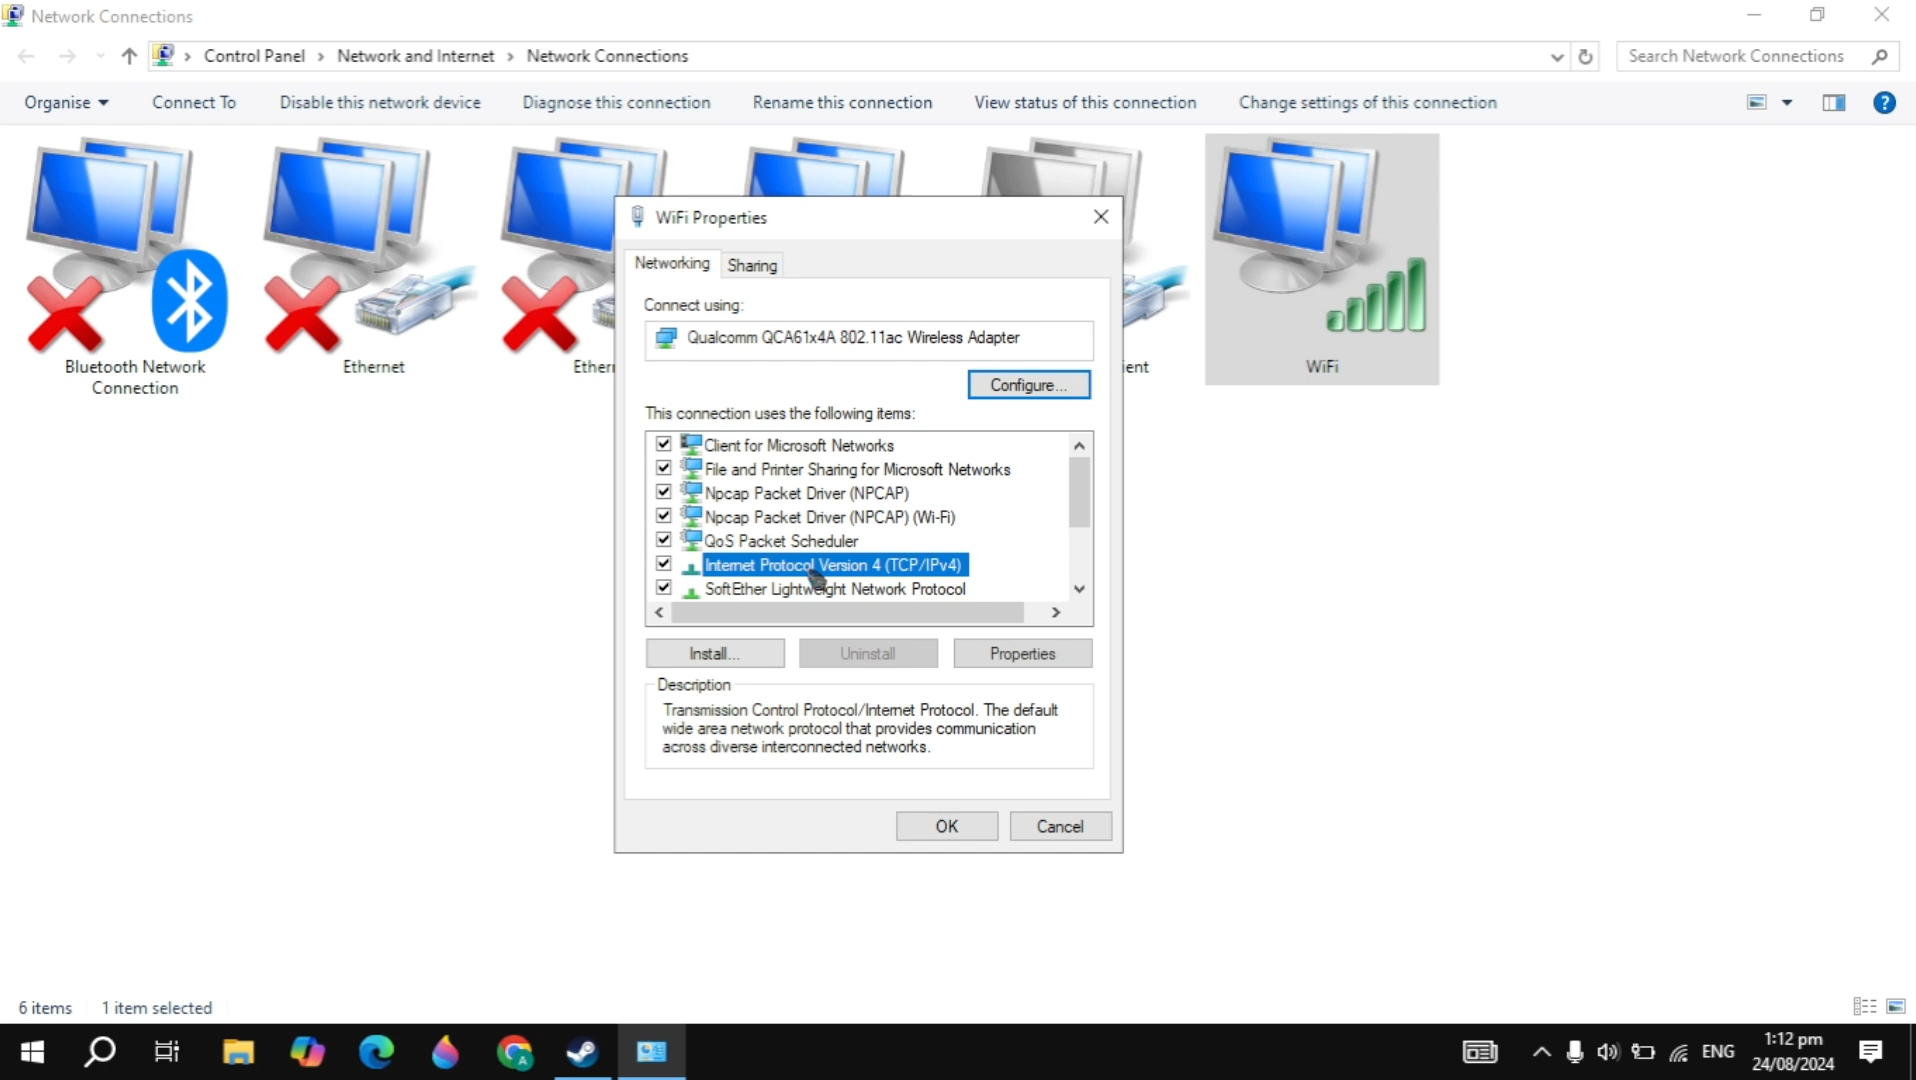 Network Connections
Control Panel > Network and Internet > Network Connections
Search Network Connections
Organise
Connect To
Disable this network device
Diagnose this connection
Rename this connection
View status of this connection
Change settings of this connection
Bluetooth Network
Connection
Ethernet
Ethern
ent
WiFi
WiFi Properties
Networking
Sharing
Connect using:
Qualcomm QCA61x4A 802.11ac Wireless Adapter
Configure...
This connection uses the following items:
Client for Microsoft Networks
File and Printer Sharing for Microsoft Networks
Npcap Packet Driver (NPCAP)
Npcap Packet Driver (NPCAP) (Wi-Fi)
QoS Packet Scheduler
Internet Protocol Version 4 (TCP/IPv4)
SoftEther Lightweight Network Protocol
Install...
Uninstall
Properties
Description
Transmission Control Protocol/Internet Protocol. The default
wide area network protocol that provides communication
across diverse interconnected networks.
OK
Cancel
6 items
1 item selected
A
ENG
1:12 pm
24/08/2024